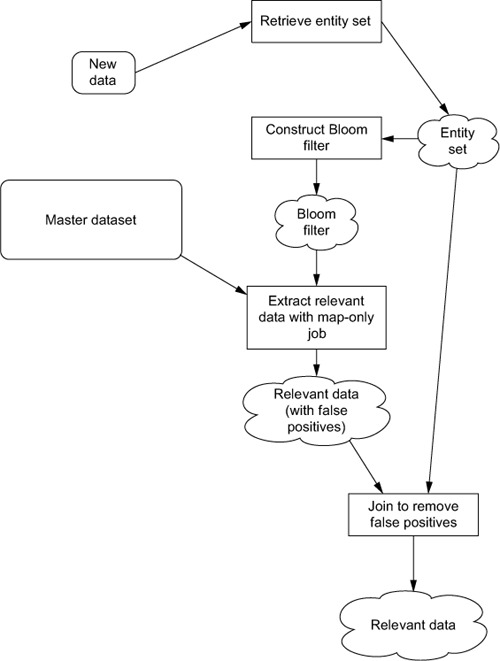 Retrieve entity set
New
data
Construct Bloom
filter
Entity
set
Master dataset
Bloom
filter
Extract relevant
data with map-only
job
Relevant data
(with false
positives)
Join to remove
false positives
Relevant data